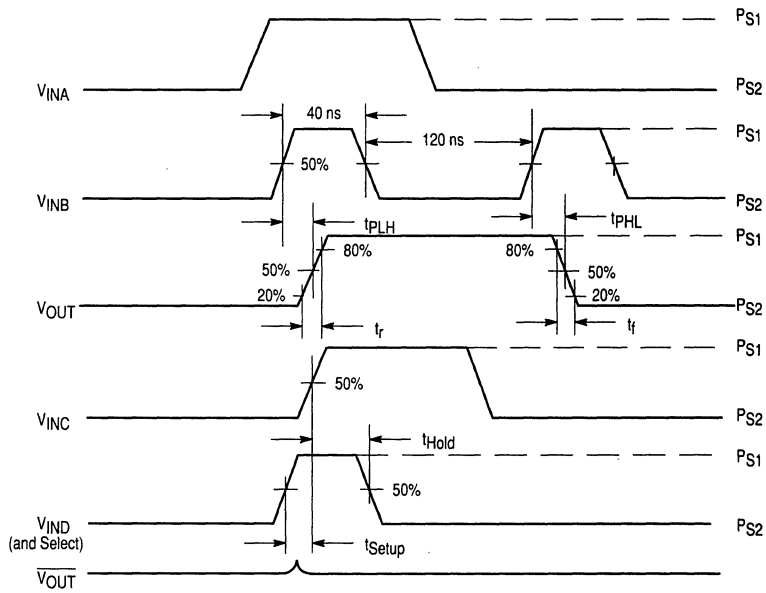 PS1
VINA
PS2
40 ns
PS1
120 ns
50%
VINB
PS2
tPLH
tPHL
PS1
80%
80%
50%
50%
20%
20%
VOUT
PS2
tr
tf
PS1
50%
VINC
PS2
tHold
PS1
50%
VIND
PS2
(and Select)
tSetup
VOUT